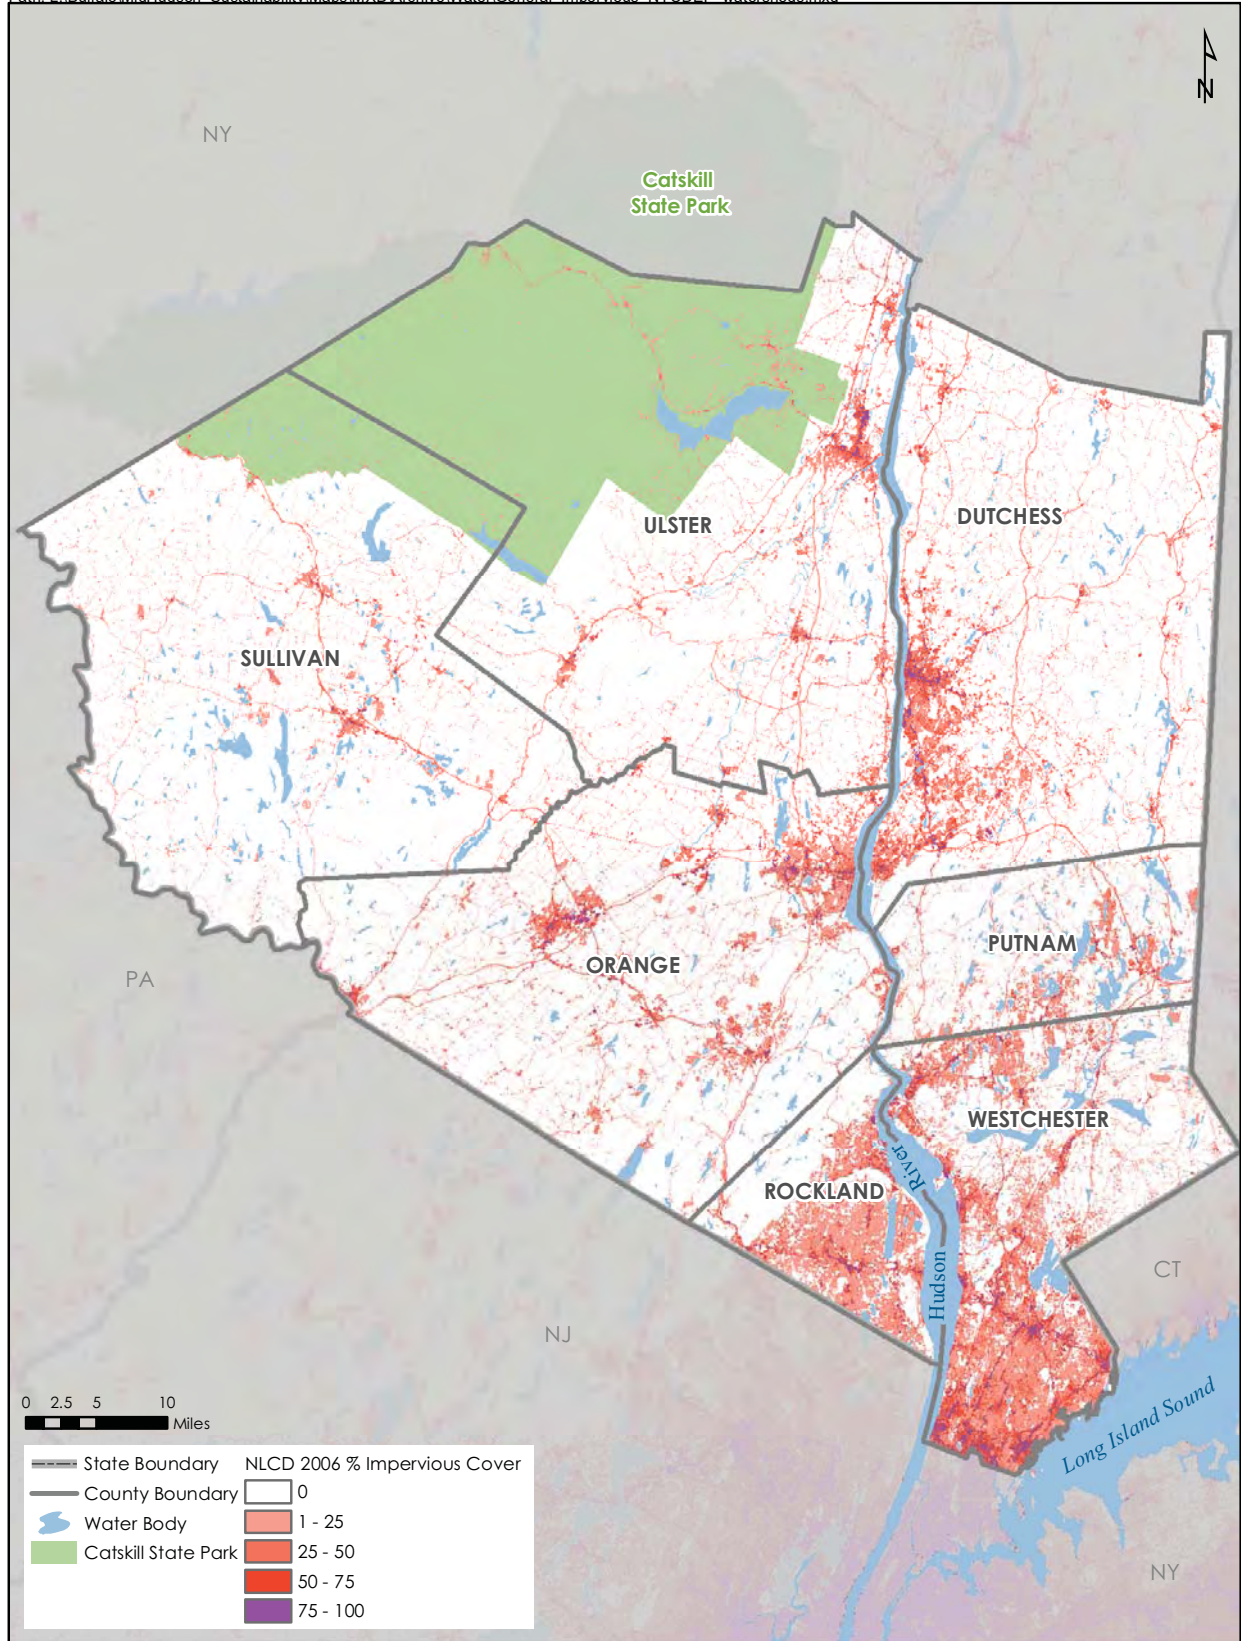 N
NY
Catskill
State Park
ULSTER
DUTCHESS
SULLIVAN
PUTNAM
ORANGE
PA
WESTCHESTER
River
ROCKLAND
Hudson
CT
NJ
Long Island Sound
NY
0 2.5 5 10
Miles
State Boundary
County Boundary
Water Body
Catskill State Park
NLCD 2006 % Impervious Cover
0
1 - 25
25 - 50
50 - 75
75 - 100